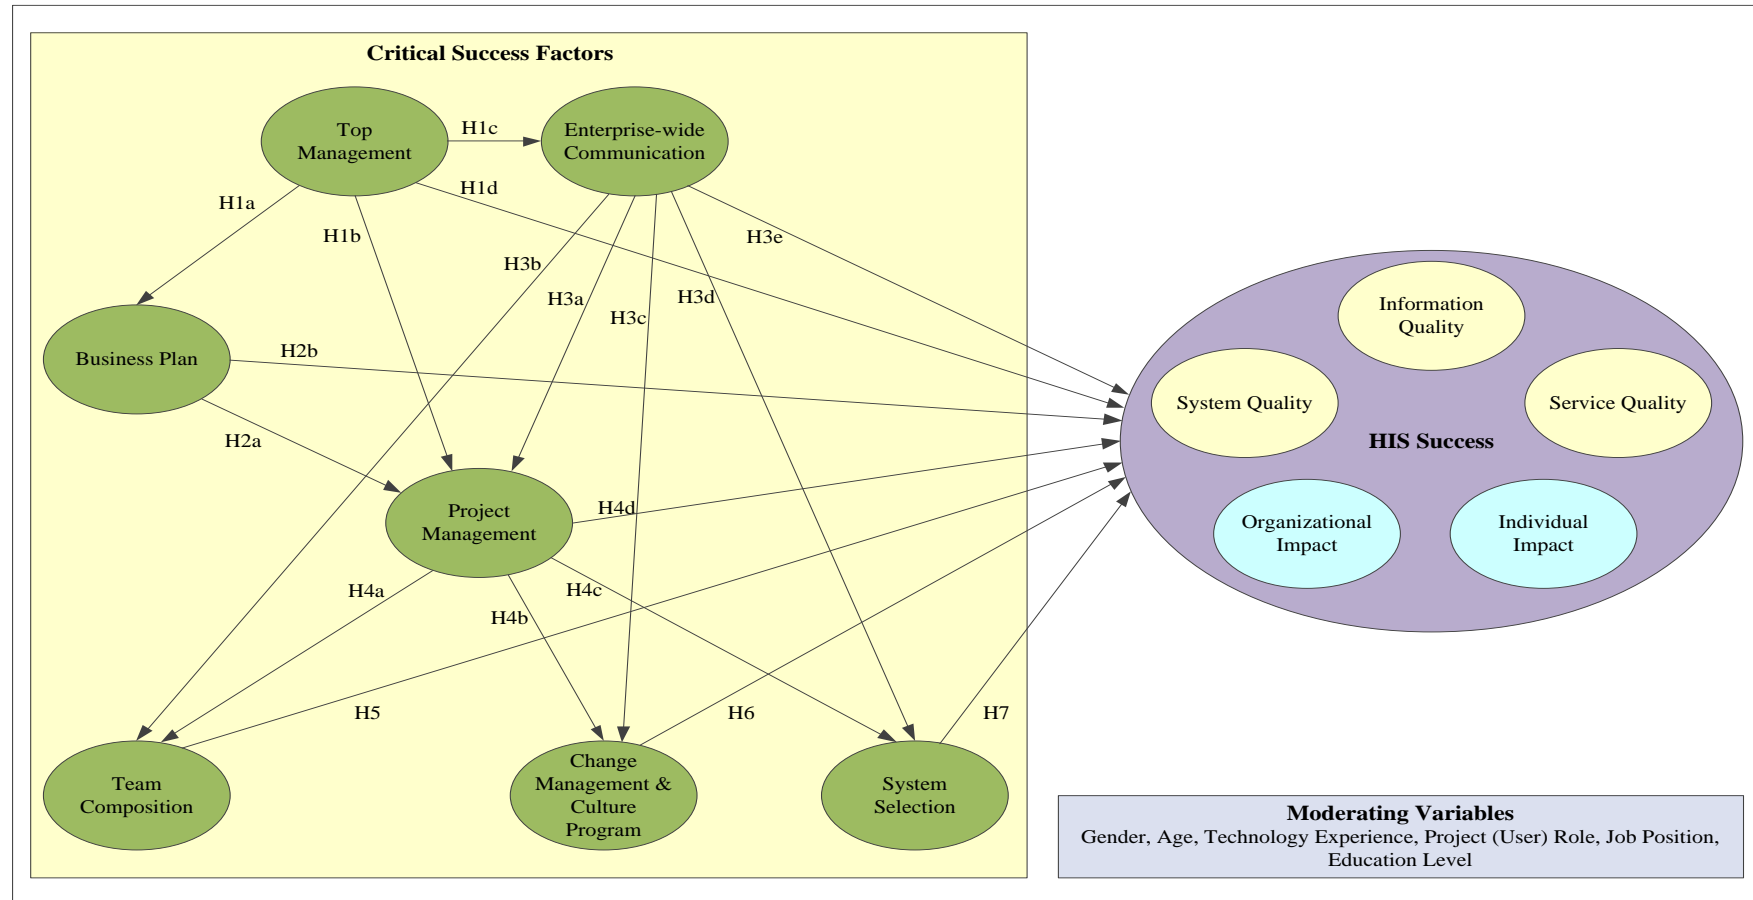 Critical Success Factors
Top
Management
H1c
Enterprise-wide
Communication
H1a
H1b
H1d
H3b
H3a
H3c
H3d
H3e
Business Plan
H2b
H2a
Project
Management
H4d
H4a
H4b
H4c
H5
H6
H7
Team
Composition
Change
Management &
Culture
Program
System
Selection
Information
Quality
System Quality
Service Quality
HIS Success
Organizational
Impact
Individual
Impact
Moderating Variables
Gender, Age, Technology Experience, Project (User) Role, Job Position,
Education Level